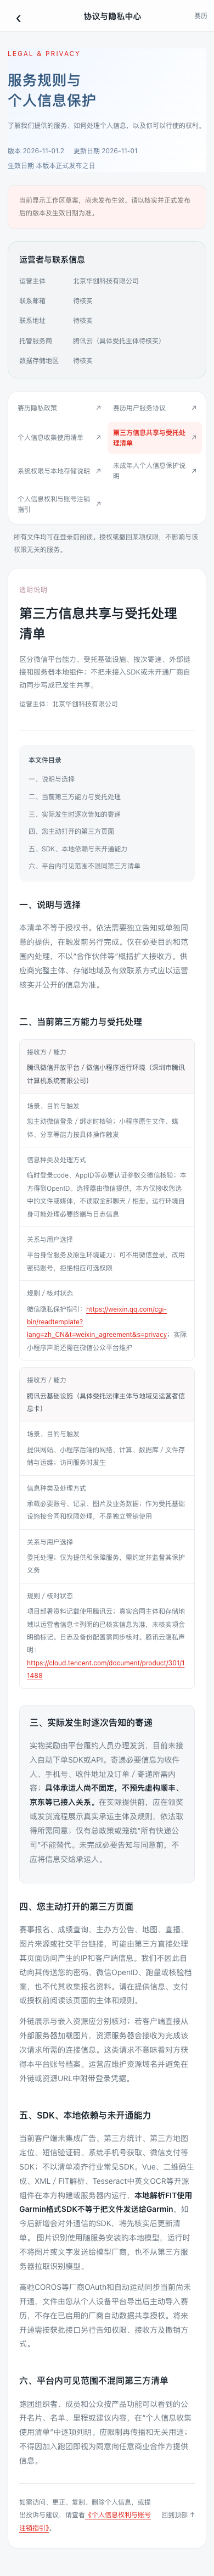 ‹
协议与隐私中心
赛历
LEGAL & PRIVACY
服务规则与
个人信息保护
了解我们提供的服务、如何处理个人信息，以及你可以行使的权利。
版本 2026-11-01.2 更新日期 2026-11-01
生效日期 本版本正式发布之日
当前显示工作区草案，尚未发布生效。请以核实并正式发布
后的版本及生效日期为准。
运营者与联系信息
运营主体 北京华创科技有限公司
联系邮箱 待核实
联系地址 待核实
托管服务商 腾讯云（具体受托主体待核实）
数据存储地区 待核实
赛历隐私政策 ↗
赛历用户服务协议 ↗
个人信息收集使用清单 ↗
第三方信息共享与受托处
理清单 ↗
系统权限与本地存储说明 ↗
未成年人个人信息保护说
明 ↗
个人信息权利与账号注销
指引 ↗
所有文件均可在登录前阅读。授权或撤回某项权限，不影响与该
权限无关的服务。
透明说明
第三方信息共享与受托处理
清单
区分微信平台能力、受托基础设施、按次寄递、外部链
接和服务器本地组件；不把未接入SDK或未开通厂商自
动同步写成已发生共享。
运营主体：北京华创科技有限公司
本文件目录
一、说明与选择
二、当前第三方能力与受托处理
三、实际发生时逐次告知的寄递
四、您主动打开的第三方页面
五、SDK、本地依赖与未开通能力
六、平台内可见范围不混同第三方清单
一、说明与选择
本清单不等于授权书。依法需要独立告知或单独同
意的提供，在触发前另行完成。仅在必要目的和范
围内处理，不以“合作伙伴等”概括扩大接收方。供
应商完整主体、存储地域及有效联系方式应以运营
核实并公开的信息为准。
二、当前第三方能力与受托处理
接收方 / 能力
腾讯微信开放平台 / 微信小程序运行环境（深圳市腾讯
计算机系统有限公司）
场景、目的与触发
您主动微信登录 / 绑定时核验；小程序原生文件、媒
体、分享等能力按具体操作触发
信息种类及处理方式
临时登录code、AppID等必要认证参数交微信核验；本
方得到OpenID。选择器由微信提供，本方仅接收您选
中的文件或媒体，不读取全部聊天 / 相册。运行环境自
身可能处理必要终端与日志信息
关系与用户选择
平台身份服务及原生环境能力；可不用微信登录、改用
密码账号，拒绝相应可选权限
规则 / 核对状态
微信隐私保护指引：https://weixin.qq.com/cgi-
bin/readtemplate?
lang=zh_CN&t=weixin_agreement&s=privacy；实际
小程序声明还需在微信公众平台维护
接收方 / 能力
腾讯云基础设施（具体受托法律主体与地域见运营者信
息卡）
场景、目的与触发
提供网站、小程序后端的网络、计算、数据库 / 文件存
储与运维；访问服务时发生
信息种类及处理方式
承载必要账号、记录、图片及业务数据；作为受托基础
设施按合同和权限处理，不是独立营销使用
关系与用户选择
委托处理；仅为提供和保障服务，需约定并监督其保护
义务
规则 / 核对状态
项目部署资料记载使用腾讯云；真实合同主体和存储地
域以运营者信息卡列明的已核实信息为准，未核实项会
明确标记。日志及备份配置需同步核对。腾讯云隐私声
明：
https://cloud.tencent.com/document/product/301/1
1488
三、实际发生时逐次告知的寄递
实物奖励由平台履约人员办理发货，目前未接
入自动下单SDK或API。寄递必要信息为收件
人、手机号、收件地址及订单 / 寄递所需内
容；具体承运人尚不固定，不预先虚构顺丰、
京东等已接入关系。在实际提供前，应在领奖
或发货流程展示真实承运主体及规则，依法取
得所需同意；仅有总政策或笼统“所有快递公
司”不能替代。未完成必要告知与同意前，不
应将信息交给承运人。
四、您主动打开的第三方页面
赛事报名、成绩查询、主办方公告、地图、直播、
图片来源或社交平台链接，可能由第三方直接处理
其页面访问产生的IP和客户端信息。我们不因此自
动向其传送您的密码、微信OpenID、跑量或核验档
案，也不代其收集报名资料。请在提供信息、支付
或授权前阅读该页面的主体和规则。
外链展示与嵌入资源应分别核对：若客户端直接从
外部服务器加载图片，资源服务器会接收为完成该
次请求所需的连接信息。这类请求不意味着对方获
得本平台账号档案。运营应维护资源域名并避免在
外链或资源URL中附带登录凭据。
五、SDK、本地依赖与未开通能力
当前客户端未集成广告、第三方统计、第三方地图
定位、短信验证码、系统手机号获取、微信支付等
SDK；不以清单凑齐行业常见SDK。Vue、二维码生
成、XML / FIT解析、Tesseract中英文OCR等开源
组件在本方构建或服务器内运行，本地解析FIT使用
Garmin格式SDK不等于把文件发送给Garmin。如
今后新增会对外通信的SDK，将先核实后更新清
单。 图片识别使用随服务安装的本地模型，运行时
不将图片或文字发送给模型厂商，也不从第三方服
务器拉取识别模型。
高驰COROS等厂商OAuth和自动运动同步当前尚未
开通，文件由您从个人设备平台导出后主动导入赛
历，不存在已启用的厂商自动数据共享授权。将来
开通需按获批接口另行告知权限、接收方及撤销方
式。
六、平台内可见范围不混同第三方清单
跑团组织者、成员和公众按产品功能可以看到的公
开名片、名单、里程或建议内容，在“个人信息收集
使用清单”中逐项列明。应限制再传播和无关用途；
不得因加入跑团即视为同意向任意商业合作方提供
信息。
如需访问、更正、复制、删除个人信息，或提
出投诉与建议，请查看《个人信息权利与账号
注销指引》。
回到顶部 ↑